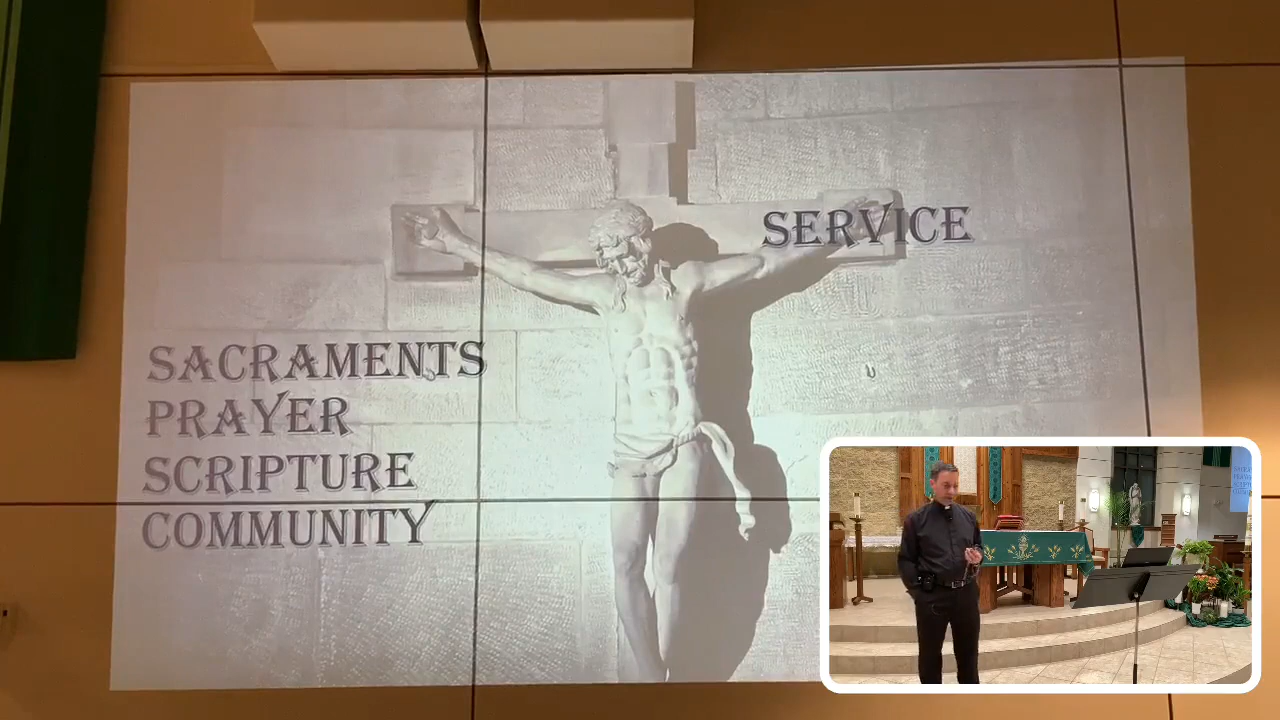 SERVICE
SACRAMENTS
PRAYER
SCRIPTURE
COMMUNITY